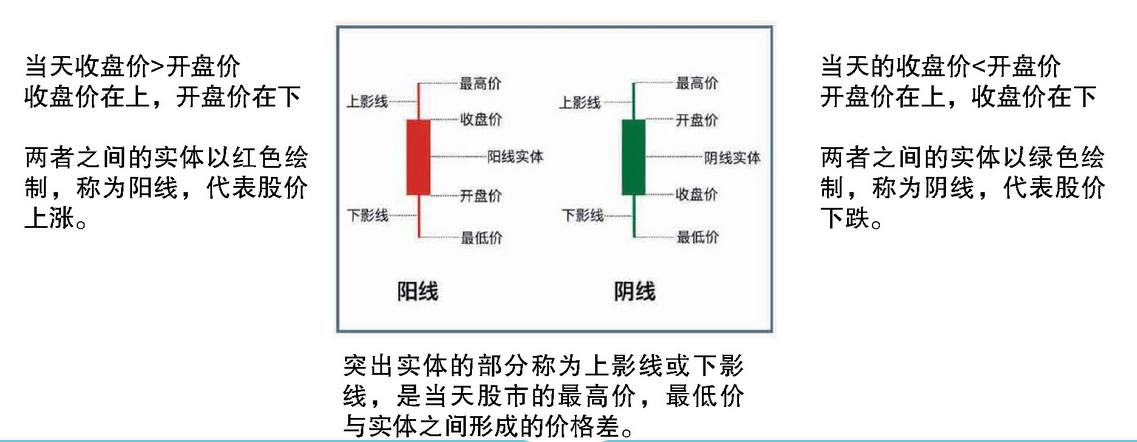 当天收盘价>开盘价
收盘价在上，开盘价在下
两者之间的实体以红色绘
制，称为阳线，代表股价
上涨。
最高价
上影线
收盘价
阳线实体
开盘价
下影线
最低价
阳线
最高价
上影线
开盘价
阴线实体
收盘价
下影线
最低价
阴线
当天的收盘价<开盘价
开盘价在上，收盘价在下
两者之间的实体以绿色绘
制，称为阴线，代表股价
下跌。
突出实体的部分称为上影线或下影
线，是当天股市的最高价，最低价
与实体之间形成的价格差。